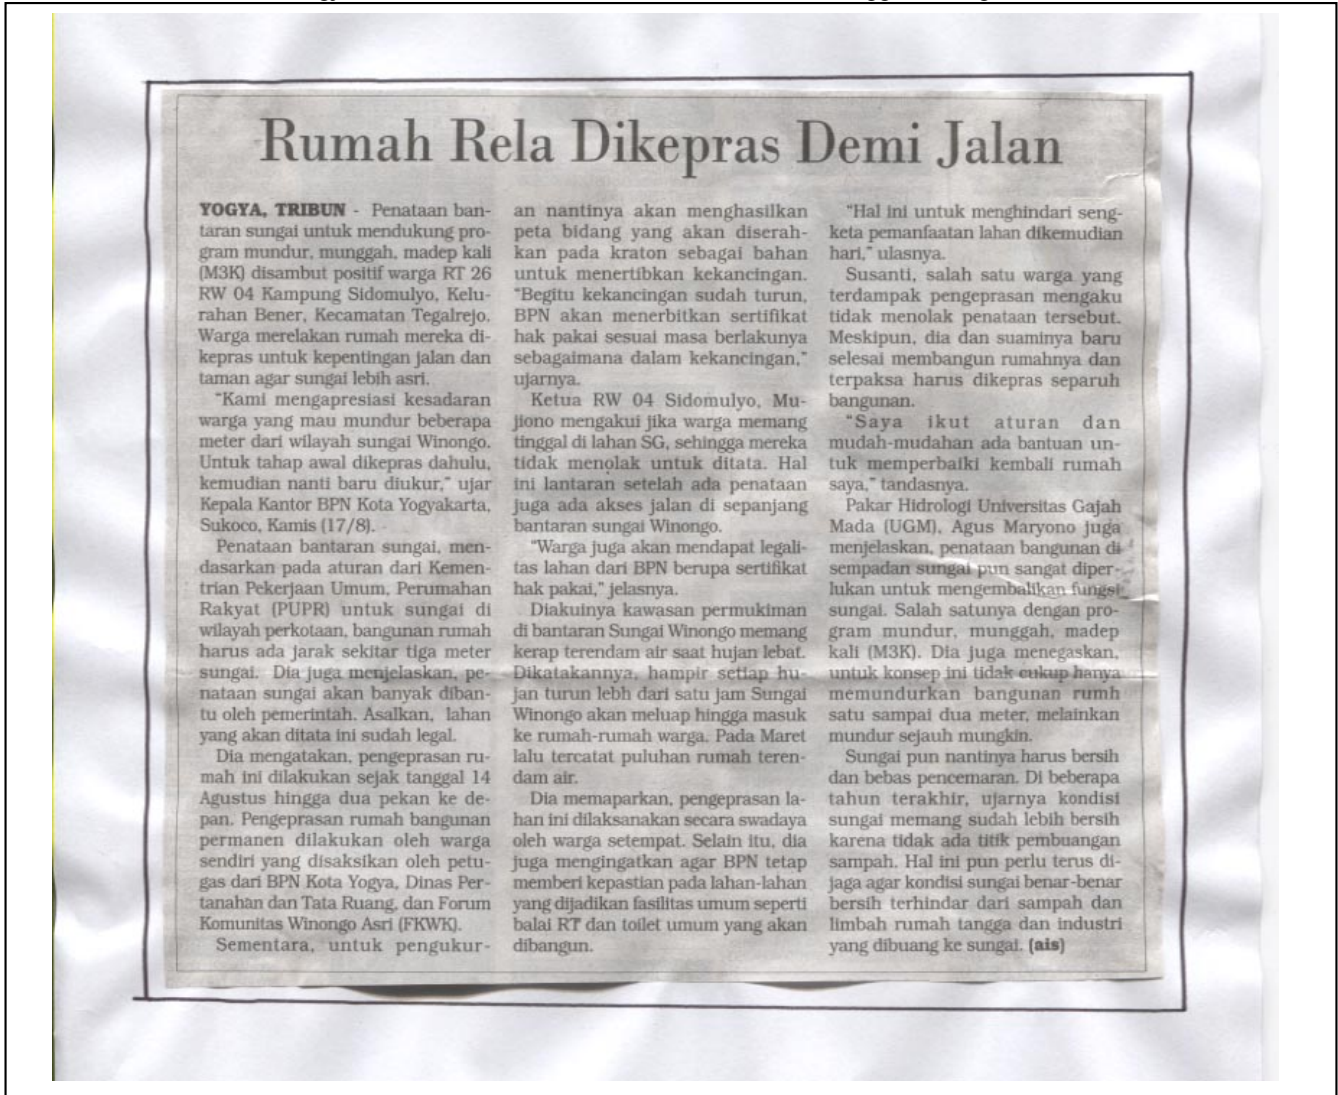 Rumah Rela Dikepras Demi Jalan
YOGYA, TRIBUN - Penataan ban-
taran sungai untuk mendukung pro-
gram mundur, munggah, madep kali
(M3K) disambut positif warga RT 26
RW 04 Kampung Sidomulyo, Kelu-
rahan Bener, Kecamatan Tegalrejo.
Warga merelakan rumah mereka di-
kepras untuk kepentingan jalan dan
taman agar sungai lebih asri.
"Kami mengapresiasi kesadaran
warga yang mau mundur beberapa
meter dari wilayah sungai Winongo.
Untuk tahap awal dikepras dahulu,
kemudian nanti baru diukur," ujar
Kepala Kantor BPN Kota Yogyakarta,
Sukoco, Kamis (17/8).
Penataan bantaran sungai, men-
dasarkan pada aturan dari Kemen-
trian Pekerjaan Umum, Perumahan
Rakyat (PUPR) untuk sungai di
wilayah perkotaan, bangunan rumah
harus ada jarak sekitar tiga meter
sungai. Dia juga menjelaskan, pe-
nataan sungai akan banyak diban-
tu oleh pemerintah. Asalkan, lahan
yang akan ditata ini sudah legal.
Dia mengatakan, pengeprasan ru-
mah ini dilakukan sejak tanggal 14
Agustus hingga dua pekan ke de-
pan. Pengeprasan rumah bangunan
permanen dilakukan oleh warga
sendiri yang disaksikan oleh petu-
gas dari BPN Kota Yogya, Dinas Per-
tanahan dan Tata Ruang, dan Forum
Komunitas Winongo Asri (FKWK).
Sementara, untuk pengukur-
an nantinya akan menghasilkan
peta bidang yang akan diserah-
kan pada kraton sebagai bahan
untuk menertibkan kekancingan.
"Begitu kekancingan sudah turun,
BPN akan menerbitkan sertifikat
hak pakai sesuai masa berlakunya
sebagaimana dalam kekancingan,"
ujarnya.
Ketua RW 04 Sidomulyo, Mu-
jiono mengakui jika warga memang
tinggal di lahan SG, sehingga mereka
tidak menolak untuk ditata. Hal
ini lantaran setelah ada penataan
juga ada akses jalan di sepanjang
bantaran sungai Winongo.
"Warga juga akan mendapat legali-
tas lahan dari BPN berupa sertifikat
hak pakai," jelasnya.
Diakuinya kawasan permukiman
di bantaran Sungai Winongo memang
kerap terendam air saat hujan lebat.
Dikatakannya, hampir setiap hu-
jan turun lebh dari satu jam Sungai
Winongo akan meluap hingga masuk
ke rumah-rumah warga. Pada Maret
lalu tercatat puluhan rumah teren-
dam air.
Dia memaparkan, pengeprasan la-
han ini dilaksanakan secara swadaya
oleh warga setempat. Selain itu, dia
juga mengingatkan agar BPN tetap
memberi kepastian pada lahan-lahan
yang dijadikan fasilitas umum seperti
balai RT dan toilet umum yang akan
dibangun.
"Hal ini untuk menghindari seng-
keta pemanfaatan lahan dikemudian
hari," ulasnya.
Susanti, salah satu warga yang
terdampak pengeprasan mengaku
tidak menolak penataan tersebut.
Meskipun, dia dan suaminya baru
selesai membangun rumahnya dan
terpaksa harus dikepras separuh
bangunan.
"Saya ikut aturan dan
mudah-mudahan ada bantuan un-
tuk memperbaiki kembali rumah
saya," tandasnya.
Pakar Hidrologi Universitas Gajah
Mada (UGM), Agus Maryono juga
menjelaskan, penataan bangunan di
sempadan sungai pun sangat diper-
lukan untuk mengembalikan fungsi
sungai. Salah satunya dengan pro-
gram mundur, munggah, madep
kali (M3K). Dia juga menegaskan,
untuk konsep ini tidak cukup hanya
memundurkan bangunan rumh
satu sampai dua meter, melainkan
mundur sejauh mungkin.
Sungai pun nantinya harus bersih
dan bebas pencemaran. Di beberapa
tahun terakhir, ujarnya kondisi
sungai memang sudah lebih bersih
karena tidak ada titik pembuangan
sampah. Hal ini pun perlu terus di-
jaga agar kondisi sungai benar-benar
bersih terhindar dari sampah dan
limbah rumah tangga dan industri
yang dibuang ke sungai. (ais)